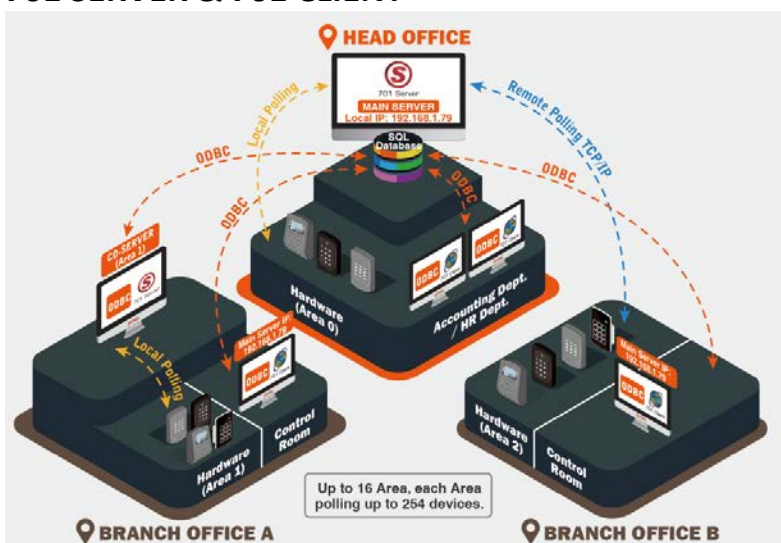 HEAD OFFICE
701 Server
MAIN SERVER
Local IP: 192.168.1.79
SQL
Database
Local Polling
Remote Polling TCP/IP
ODBC
ODBC
ODBC
ODBC
CO-SERVER
(Area 1)
ODBC
ODBC
ODBC
Hardware
(Area 0)
Accounting Dept.
/ HR Dept.
Main Server IP:
192.168.1.79
ODBC
Local Polling
Hardware
(Area 1)
Control
Room
Main Server IP:
192.168.1.79
ODBC
Hardware
(Area 2)
Control
Room
Up to 16 Area, each Area
polling up to 254 devices.
BRANCH OFFICE A
BRANCH OFFICE B